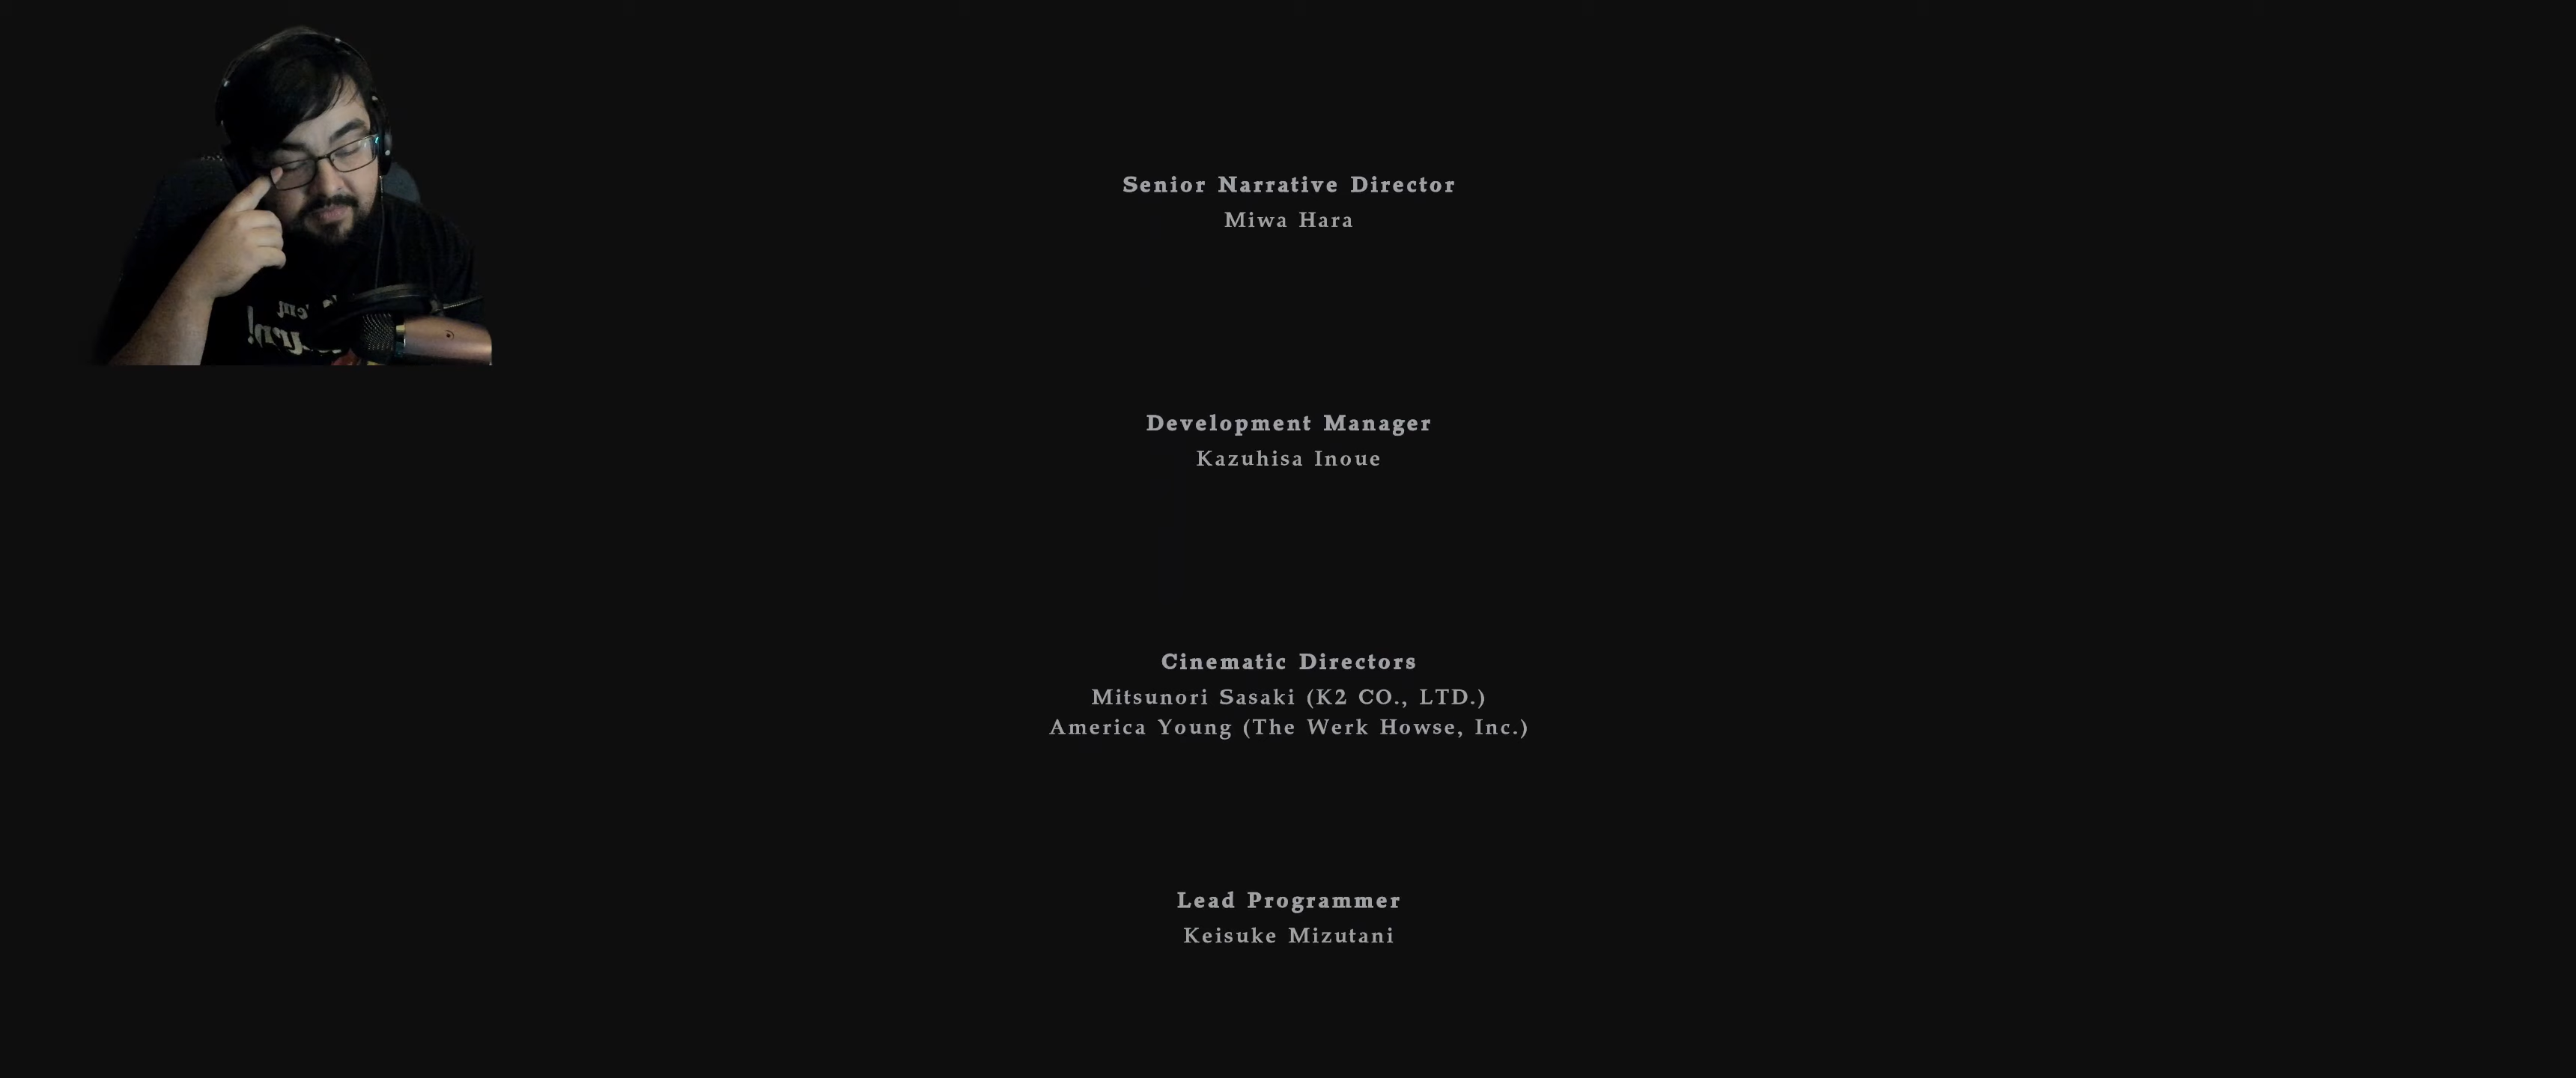 Senior Narrative Director
Miwa Hara
Development Manager
Kazuhisa Inoue
Cinematic Directors
Mitsunori Sasaki (K2 CO., LTD.)
America Young (The Werk Howse, Inc.)
Lead Programmer
Keisuke Mizutani